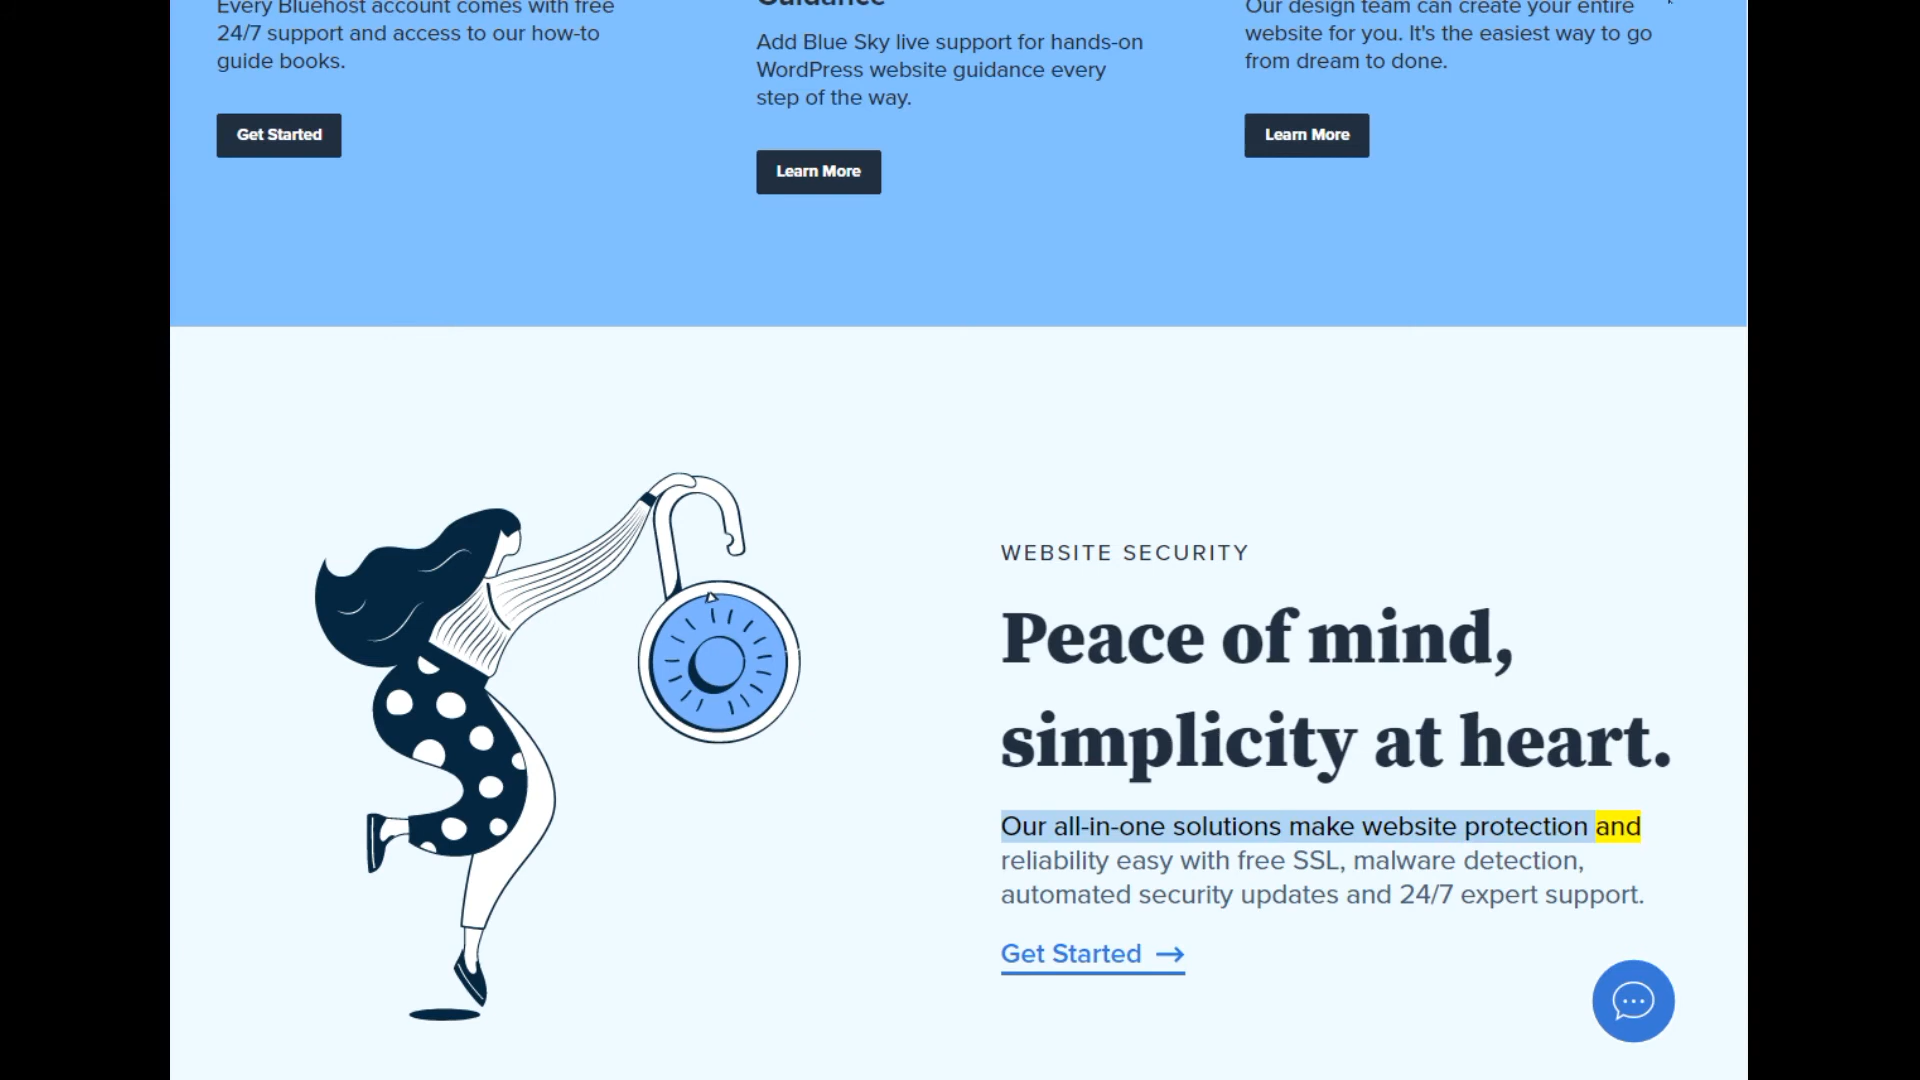 Every Bluehost account comes with free
24/7 support and access to our how-to
guide books.
Get Started
Guidance
Add Blue Sky live support for hands-on
WordPress website guidance every
step of the way.
Learn More
Our design team can create your entire
website for you. It's the easiest way to go
from dream to done.
Learn More
WEBSITE SECURITY
Peace of mind,
simplicity at heart.
Our all-in-one solutions make website protection and
reliability easy with free SSL, malware detection,
automated security updates and 24/7 expert support.
Get Started →